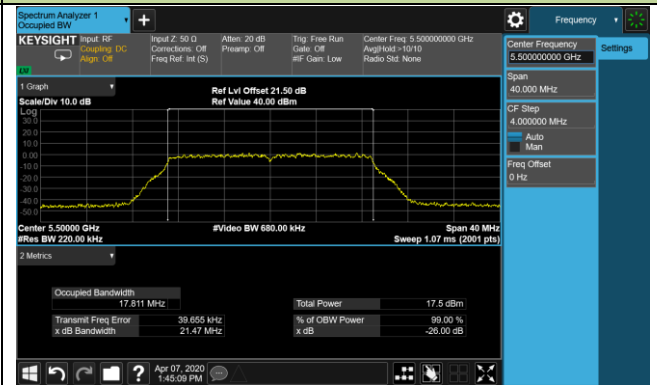 Spectrum Analyzer 1
Occupied BW
Frequency
KEYSIGHT
Input: RF
Coupling: DC
Align: Off
Input Z: 50 Ω
Corrections: Off
Freq Ref: Int (S)
Atten: 20 dB
Preamp: Off
Trig: Free Run
Gate: Off
#IF Gain: Low
Center Freq: 5.500000000 GHz
Avg|Hold:>10/10
Radio Std: None
Center Frequency
5.500000000 GHz
Settings
Span
40.000 MHz
CF Step
4.000000 MHz
Auto
Man
Freq Offset
0 Hz
1 Graph
Scale/Div 10.0 dB
Ref Lvl Offset 21.50 dB
Ref Value 40.00 dBm
Log
30.0
20.0
10.0
0.00
-10.0
-20.0
-30.0
-40.0
-50.0
Center 5.50000 GHz
#Res BW 220.00 kHz
#Video BW 680.00 kHz
Span 40 MHz
Sweep 1.07 ms (2001 pts)
2 Metrics
Occupied Bandwidth
17.811 MHz
Total Power 17.5 dBm
Transmit Freq Error 39.655 kHz
% of OBW Power 99.00 %
x dB Bandwidth 21.47 MHz
x dB -26.00 dB
Apr 07, 2020
1:45:09 PM